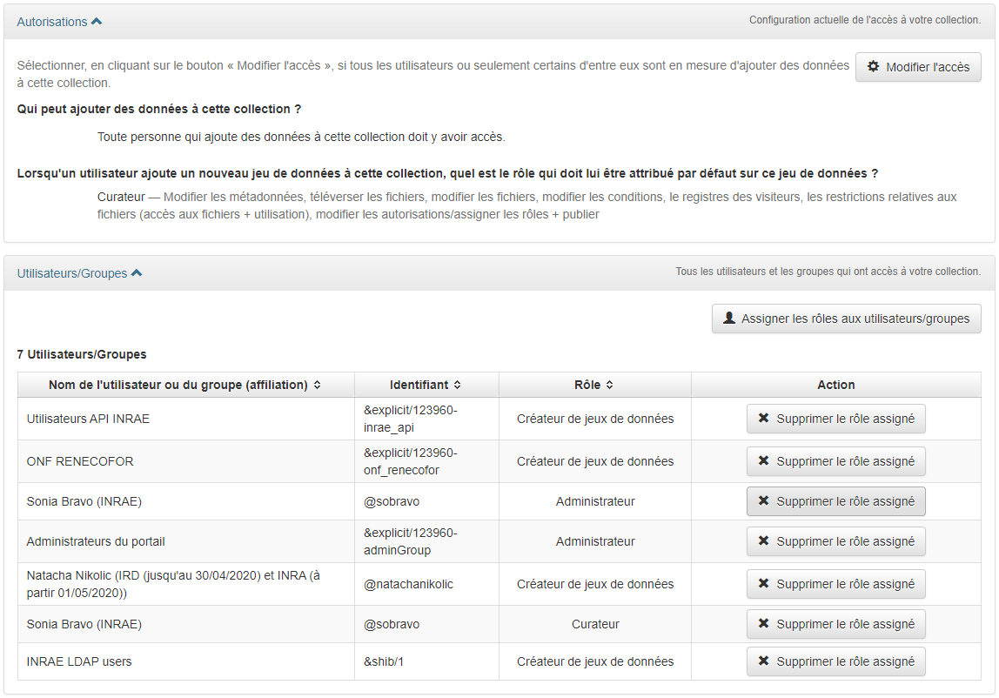 Autorisations
Configuration actuelle de l'accès à votre collection.
Sélectionner, en cliquant sur le bouton « Modifier l'accès », si tous les utilisateurs ou seulement certains d'entre eux sont en mesure d'ajouter des données
à cette collection.
Modifier l'accès
Qui peut ajouter des données à cette collection ?
Toute personne qui ajoute des données à cette collection doit y avoir accès.
Lorsqu'un utilisateur ajoute un nouveau jeu de données à cette collection, quel est le rôle qui doit lui être attribué par défaut sur ce jeu de données ?
Curateur — Modifier les métadonnées, téléverser les fichiers, modifier les fichiers, modifier les conditions, le registres des visiteurs, les restrictions relatives aux
fichiers (accès aux fichiers + utilisation), modifier les autorisations/assigner les rôles + publier
Utilisateurs/Groupes
Tous les utilisateurs et les groupes qui ont accès à votre collection.
Assigner les rôles aux utilisateurs/groupes
7 Utilisateurs/Groupes
Nom de l'utilisateur ou du groupe (affiliation) Identifiant Rôle Action
Utilisateurs API INRAE
&explicit/123960-
inrae_api
Créateur de jeux de données
Supprimer le rôle assigné
ONF RENECOFOR
&explicit/123960-
onf_renecofor
Créateur de jeux de données
Supprimer le rôle assigné
Sonia Bravo (INRAE)
@sobravo
Administrateur
Supprimer le rôle assigné
Administrateurs du portail
&explicit/123960-
adminGroup
Administrateur
Supprimer le rôle assigné
Natacha Nikolic (IRD (jusqu'au 30/04/2020) et INRA (à
partir 01/05/2020))
@natachanikolic
Créateur de jeux de données
Supprimer le rôle assigné
Sonia Bravo (INRAE)
@sobravo
Curateur
Supprimer le rôle assigné
INRAE LDAP users
&shib/1
Créateur de jeux de données
Supprimer le rôle assigné